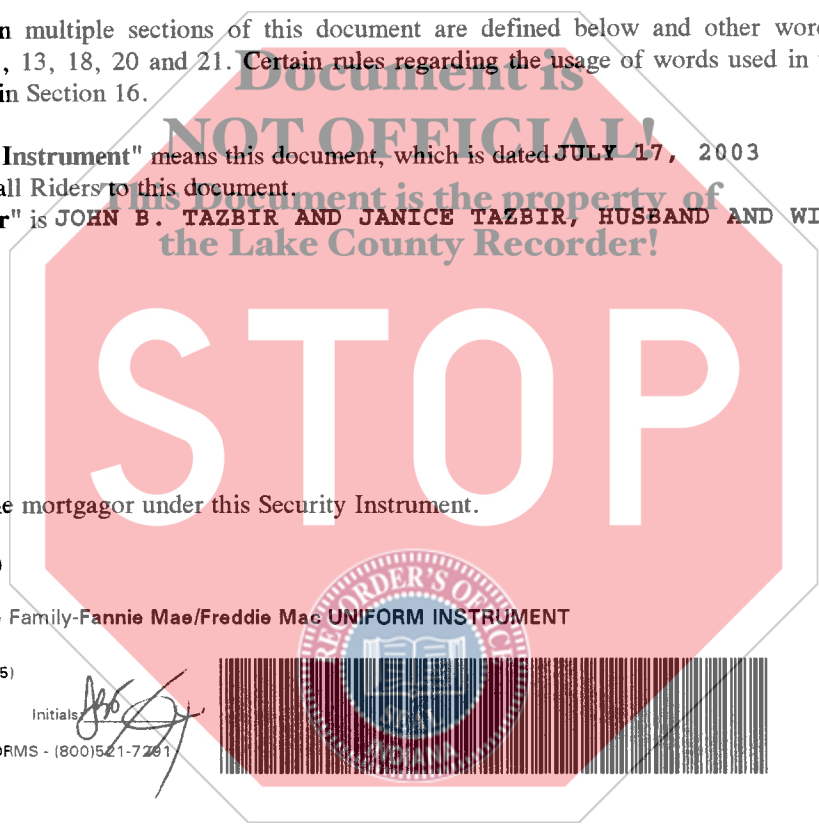 n multiple sections of this document are defined below and other wor
, 13, 18, 20 and 21. Certain rules regarding the usage of words used in
in Section 16.
Document is
NOT OFFICIAL!
This Document is the property of
the Lake County Recorder!
Instrument" means this document, which is dated JULY 17, 2003
all Riders to this document.
r" is JOHN B. TAZBIR AND JANICE TAZBIR, HUSBAND AND WI
STOP
e mortgagor under this Security Instrument.
)
Family-Fannie Mae/Freddie Mac UNIFORM INSTRUMENT
RECORDER'S OFFICE
SEAL
INDIANA
5)
Initials:
ORMS - (800)521-7291